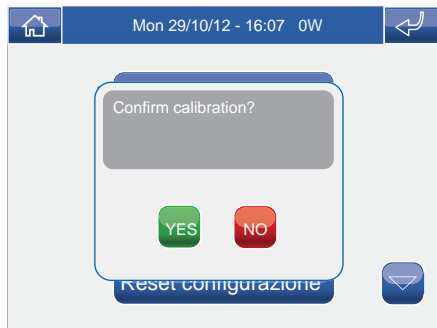 Mon 29/10/12 - 16:07 0W
Confirm calibration?
YES NO
Reset configurazione